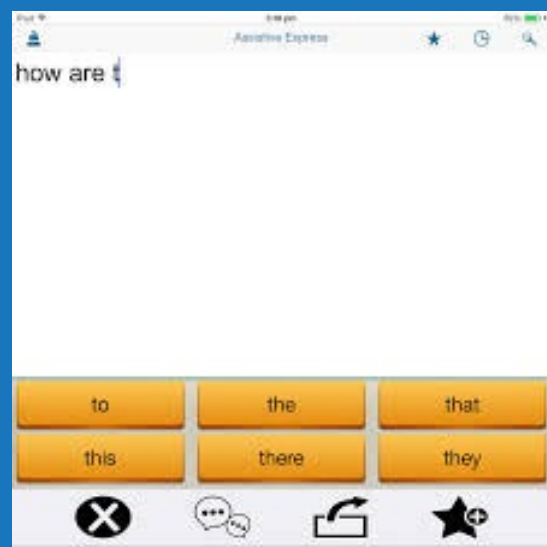 Assistive Express
how are t
to the that
this there they